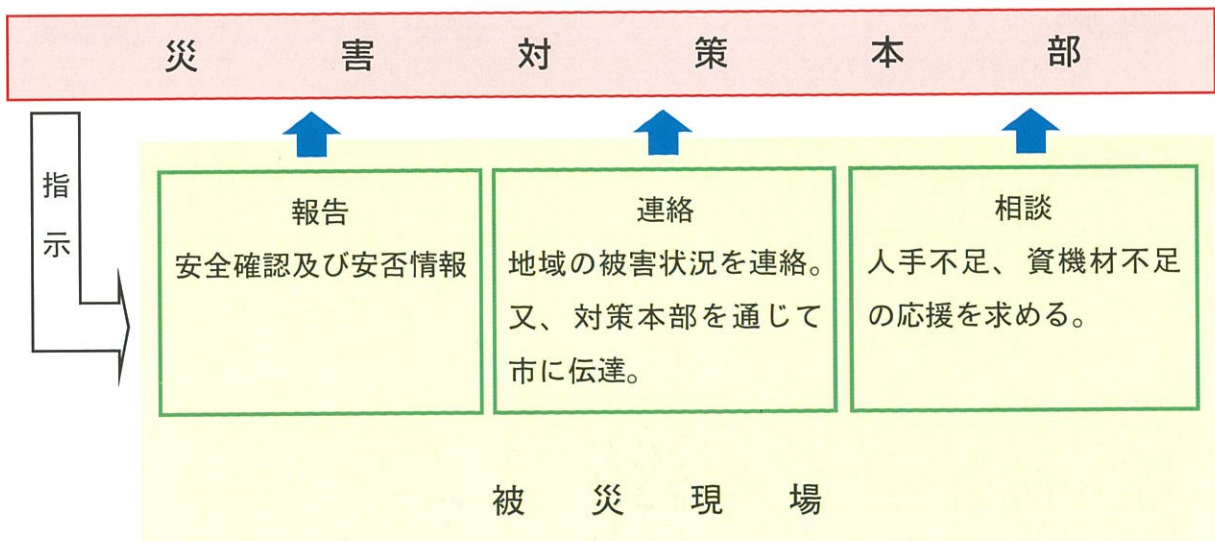 災害対策本部
指示
報告
安全確認及び安否情報
連絡
地域の被害状況を連絡。
又、対策本部を通じて
市に伝達。
相談
人手不足、資機材不足
の応援を求める。
被災現場